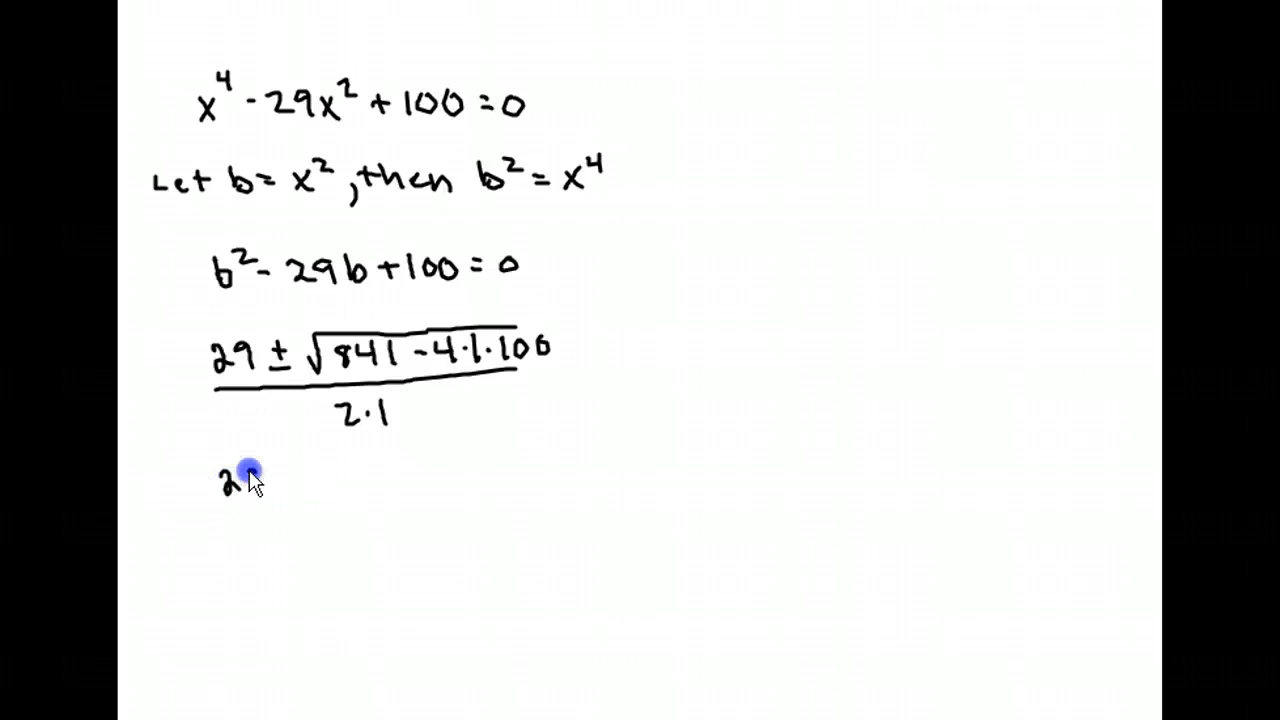 x⁴ - 29x² + 100 = 0
Let b = x², then b² = x⁴
b² - 29b + 100 = 0
29 ± √841 - 4·1·100
2·1
2